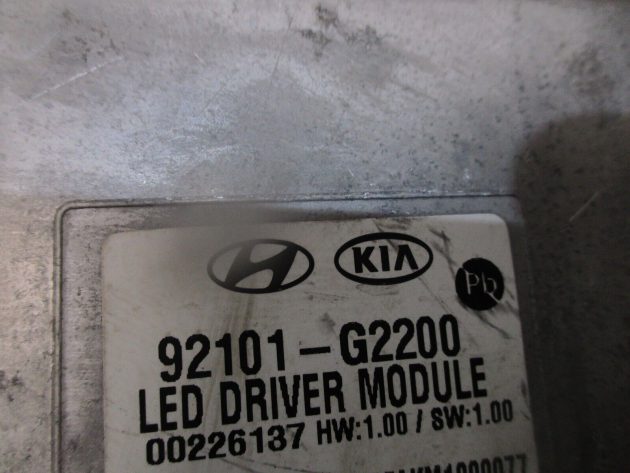 KIA
Pb
92101-G2200
LED DRIVER MODULE
00226137 HW:1.00 / SW:1.00